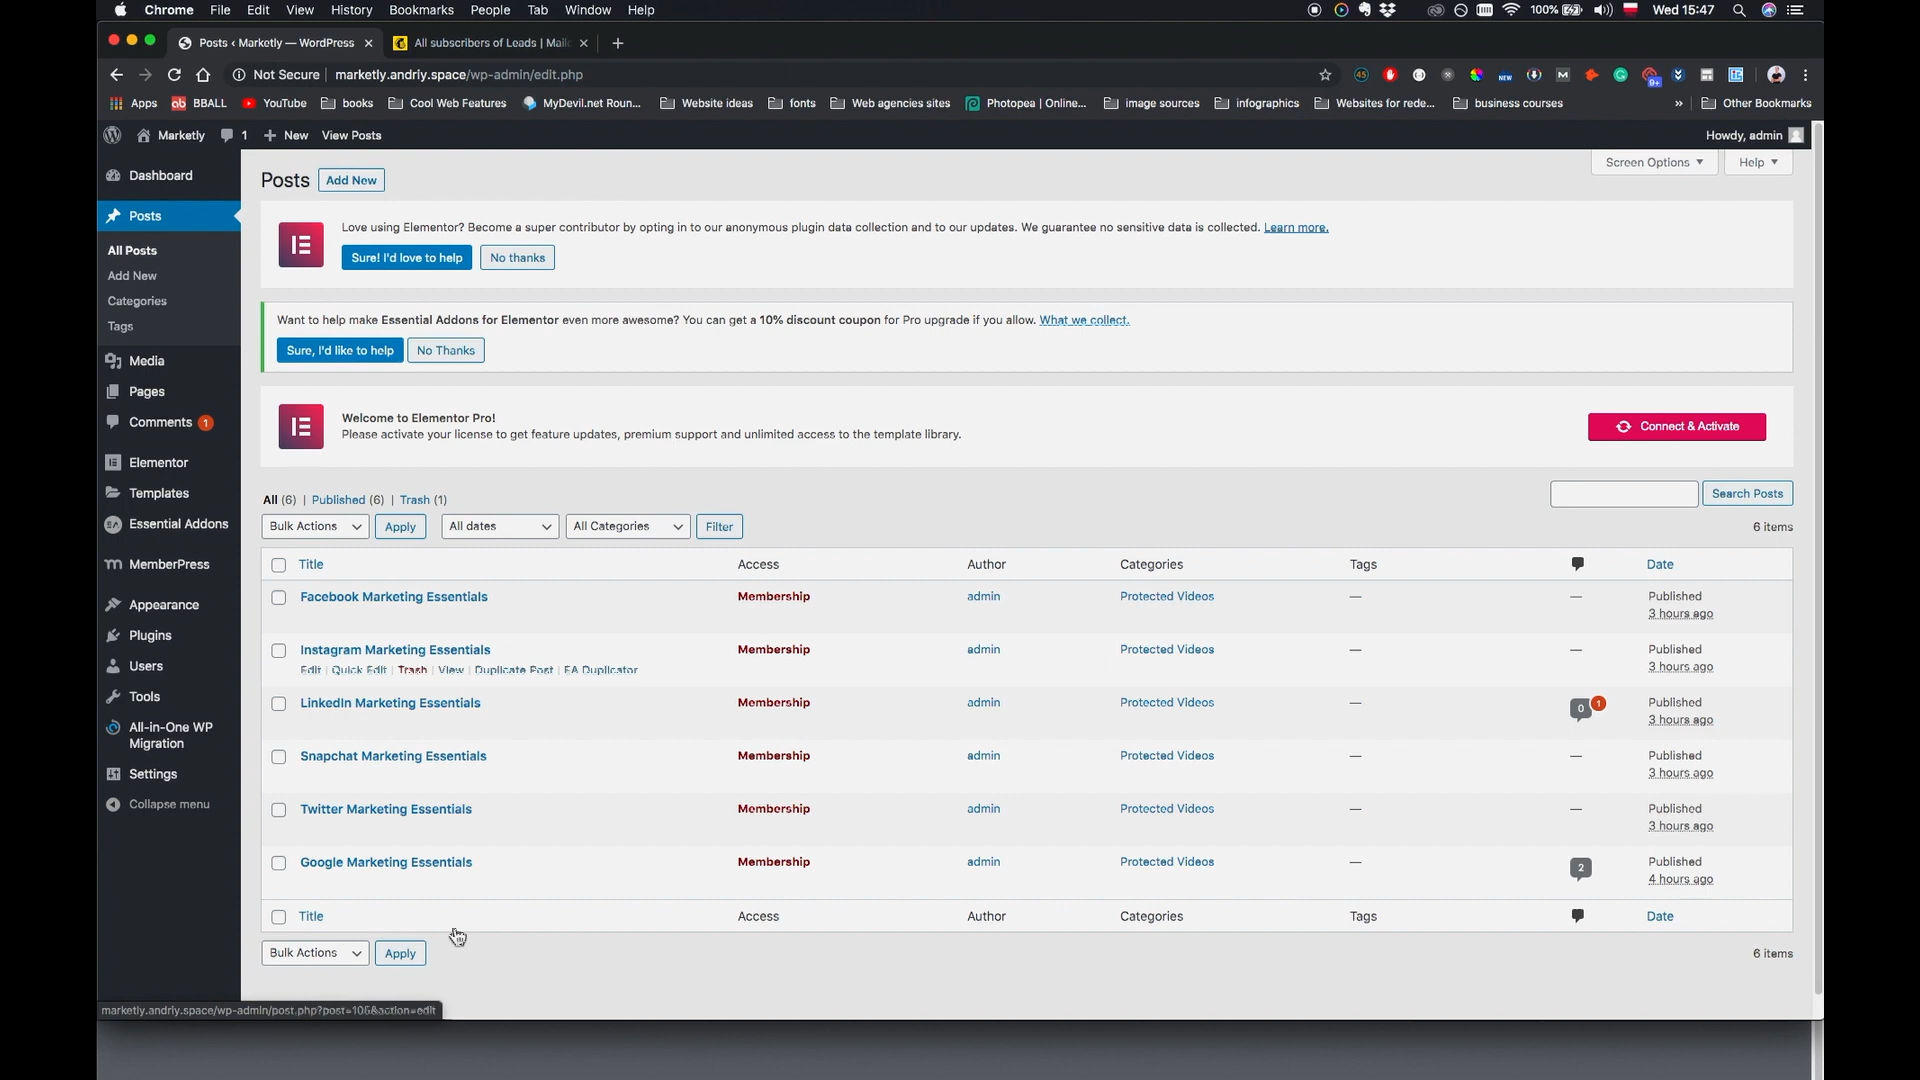 Chrome File Edit View History Bookmarks People Tab Window Help 100% Wed 15:47
Posts ‹ Marketly — WordPress All subscribers of Leads | Mail
Not Secure marketly.andriy.space/wp-admin/edit.php
Apps BBALL YouTube books Cool Web Features MyDevil.net Roun... Website ideas fonts Web agencies sites Photopea | Online... image sources infographics Websites for rede... business courses » Other Bookmarks
Marketly 1 + New View Posts Howdy, admin
Screen Options Help
Dashboard
Posts
All Posts
Add New
Categories
Tags
Media
Pages
Comments 1
Elementor
Templates
Essential Addons
MemberPress
Appearance
Plugins
Users
Tools
All-in-One WP
Migration
Settings
Collapse menu
Posts Add New
Love using Elementor? Become a super contributor by opting in to our anonymous plugin data collection and to our updates. We guarantee no sensitive data is collected. Learn more.
Sure! I'd love to help No thanks
Want to help make Essential Addons for Elementor even more awesome? You can get a 10% discount coupon for Pro upgrade if you allow. What we collect.
Sure, I'd like to help No Thanks
Welcome to Elementor Pro!
Please activate your license to get feature updates, premium support and unlimited access to the template library.
Connect & Activate
All (6) | Published (6) | Trash (1)
Search Posts
Bulk Actions Apply All dates All Categories Filter 6 items
Title Access Author Categories Tags Date
Facebook Marketing Essentials Membership admin Protected Videos — — Published
3 hours ago
Instagram Marketing Essentials Membership admin Protected Videos — — Published
Edit | Quick Edit | Trash | View | Duplicate Post | EA Duplicator 3 hours ago
LinkedIn Marketing Essentials Membership admin Protected Videos — 0 1 Published
3 hours ago
Snapchat Marketing Essentials Membership admin Protected Videos — — Published
3 hours ago
Twitter Marketing Essentials Membership admin Protected Videos — — Published
3 hours ago
Google Marketing Essentials Membership admin Protected Videos — 2 Published
4 hours ago
Title Access Author Categories Tags Date
Bulk Actions Apply 6 items
marketly.andriy.space/wp-admin/post.php?post=106&action=edit